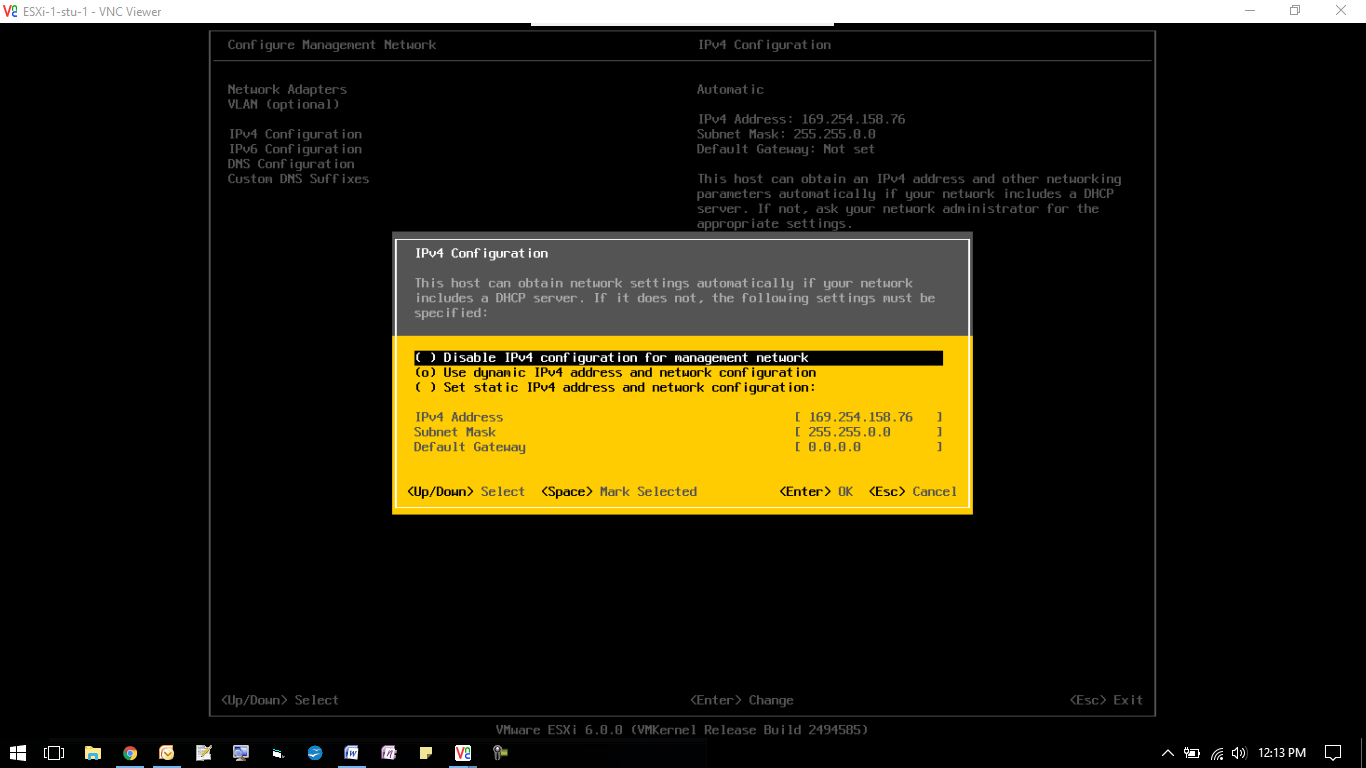 ESXi-1-stu-1 - VNC Viewer
Configure Management Network
IPv4 Configuration
Network Adapters
VLAN (optional)
IPv4 Configuration
IPv6 Configuration
DNS Configuration
Custom DNS Suffixes
Automatic
IPv4 Address: 169.254.158.76
Subnet Mask: 255.255.0.0
Default Gateway: Not set
This host can obtain an IPv4 address and other networking
parameters automatically if your network includes a DHCP
server. If not, ask your network administrator for the
appropriate settings.
IPv4 Configuration
This host can obtain network settings automatically if your network
includes a DHCP server. If it does not, the following settings must be
specified:
( ) Disable IPv4 configuration for management network
(o) Use dynamic IPv4 address and network configuration
( ) Set static IPv4 address and network configuration:
IPv4 Address [ 169.254.158.76 ]
Subnet Mask [ 255.255.0.0 ]
Default Gateway [ 0.0.0.0 ]
<Up/Down> Select <Space> Mark Selected <Enter> OK <Esc> Cancel
<Up/Down> Select <Enter> Change <Esc> Exit
VMware ESXi 6.0.0 (VMKernel Release Build 2494585)
12:13 PM